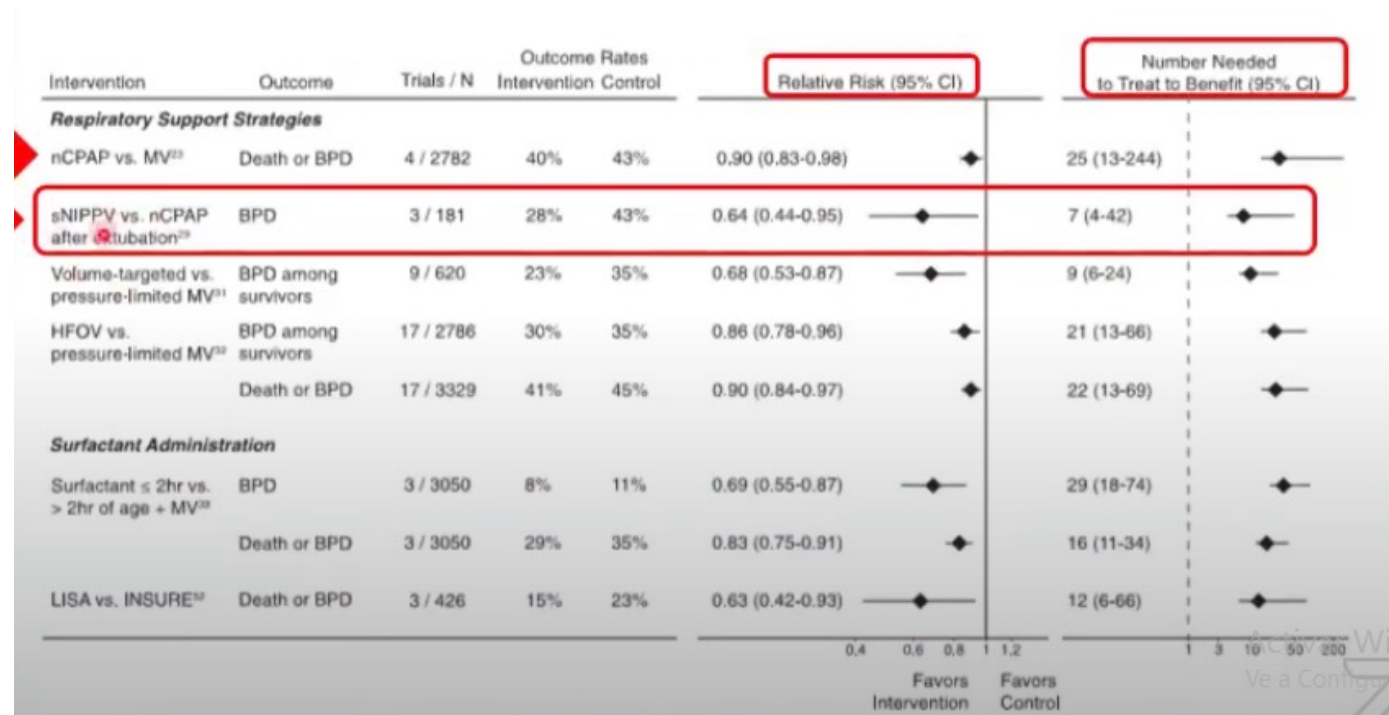 Outcome Rates
Number Needed
Intervention Outcome Trials / N Intervention Control Relative Risk (95% CI) to Treat to Benefit (95% CI)
Respiratory Support Strategies
nCPAP vs. MV²³ Death or BPD 4 / 2782 40% 43% 0.90 (0.83-0.98) 25 (13-244)
sNIPPV vs. nCPAP BPD 3 / 181 28% 43% 0.64 (0.44-0.95) 7 (4-42)
after extubation²⁹
Volume-targeted vs. BPD among 9 / 620 23% 35% 0.68 (0.53-0.87) 9 (6-24)
pressure-limited MV³¹ survivors
HFOV vs. BPD among 17 / 2786 30% 35% 0.86 (0.78-0.96) 21 (13-66)
pressure-limited MV³² survivors
Death or BPD 17 / 3329 41% 45% 0.90 (0.84-0.97) 22 (13-69)
Surfactant Administration
Surfactant ≤ 2hr vs. BPD 3 / 3050 8% 11% 0.69 (0.55-0.87) 29 (18-74)
> 2hr of age + MV
Death or BPD 3 / 3050 29% 35% 0.83 (0.75-0.91) 16 (11-34)
LISA vs. INSURE Death or BPD 3 / 426 15% 23% 0.63 (0.42-0.93) 12 (6-66)
0.4 0.6 0.8 1 1.2 1 3 10 50 200
Activar Wi
Favors Favors
Ve a Configu
Intervention Control